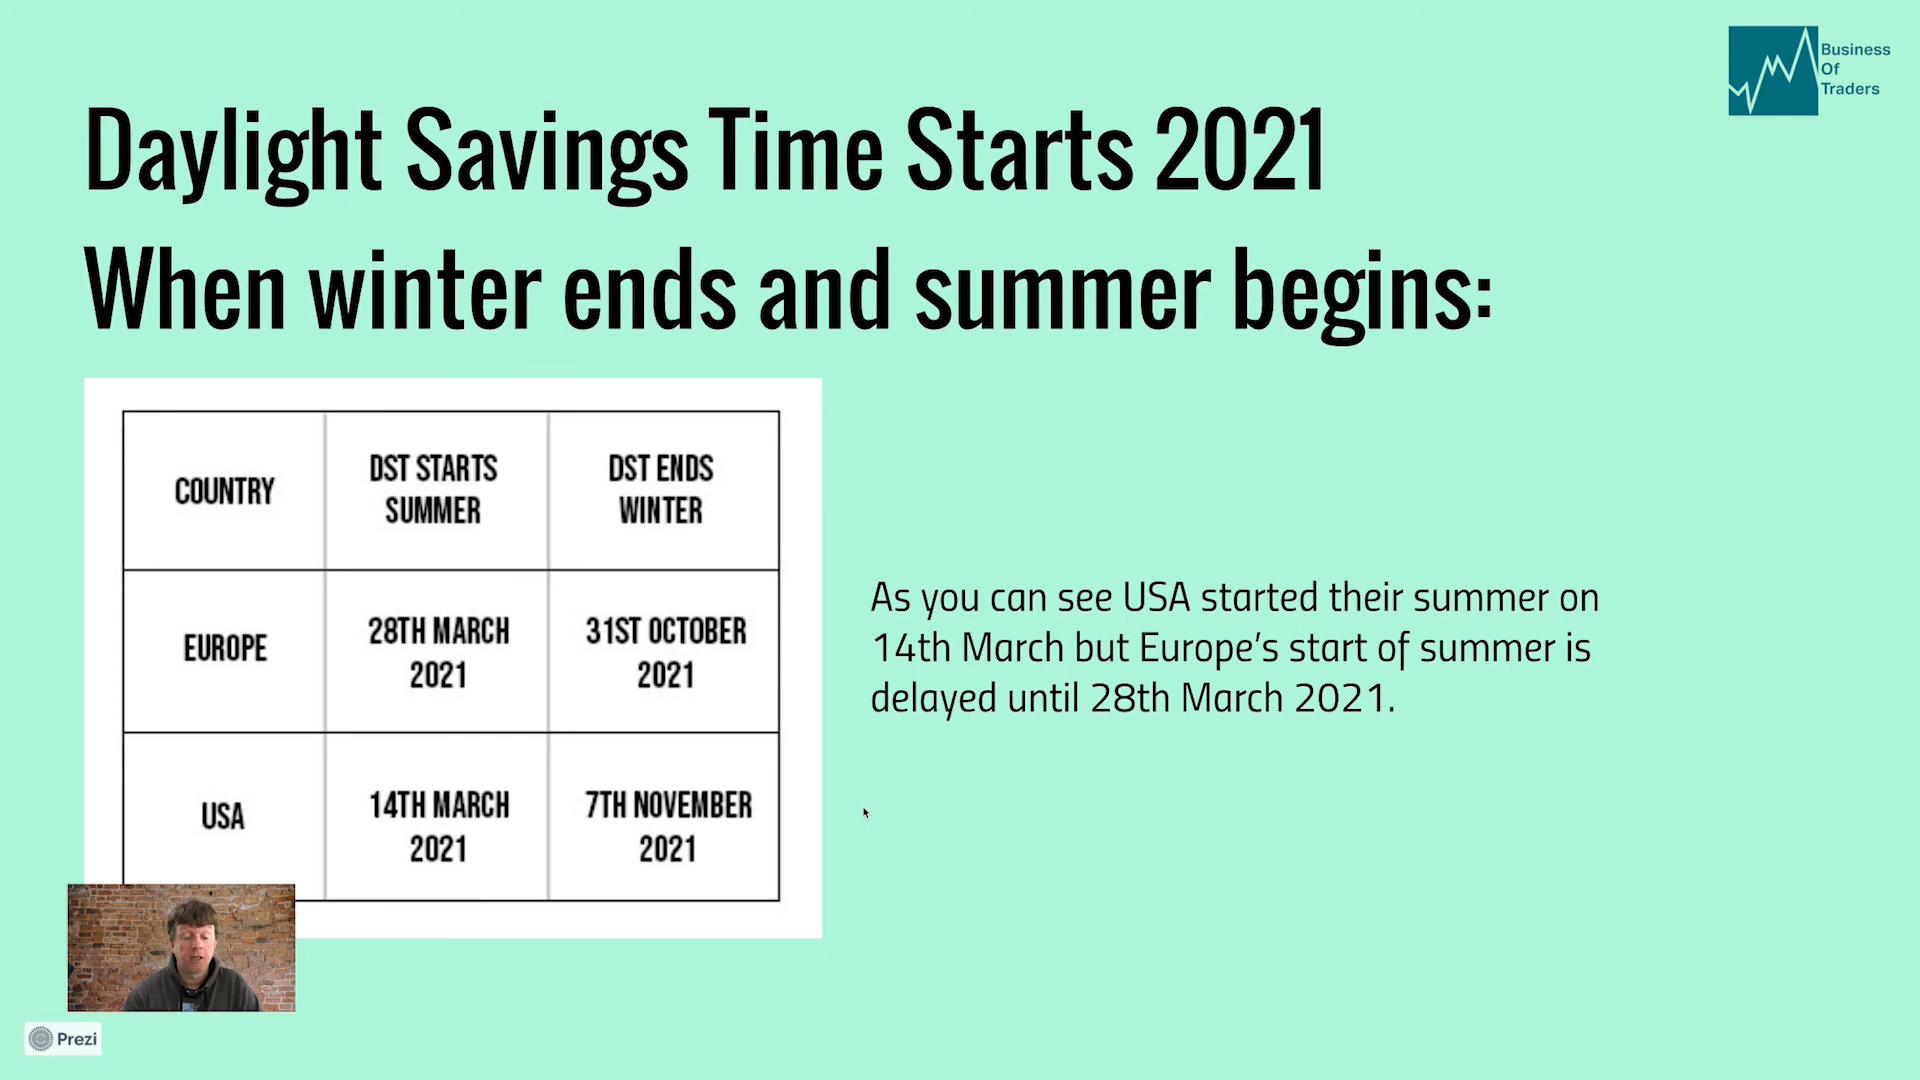 Business
Of
Traders
Daylight Savings Time Starts 2021
When winter ends and summer begins:
COUNTRY
DST STARTS
SUMMER
DST ENDS
WINTER
EUROPE
28TH MARCH
2021
31ST OCTOBER
2021
USA
14TH MARCH
2021
7TH NOVEMBER
2021
As you can see USA started their summer on
14th March but Europe's start of summer is
delayed until 28th March 2021.
Prezi